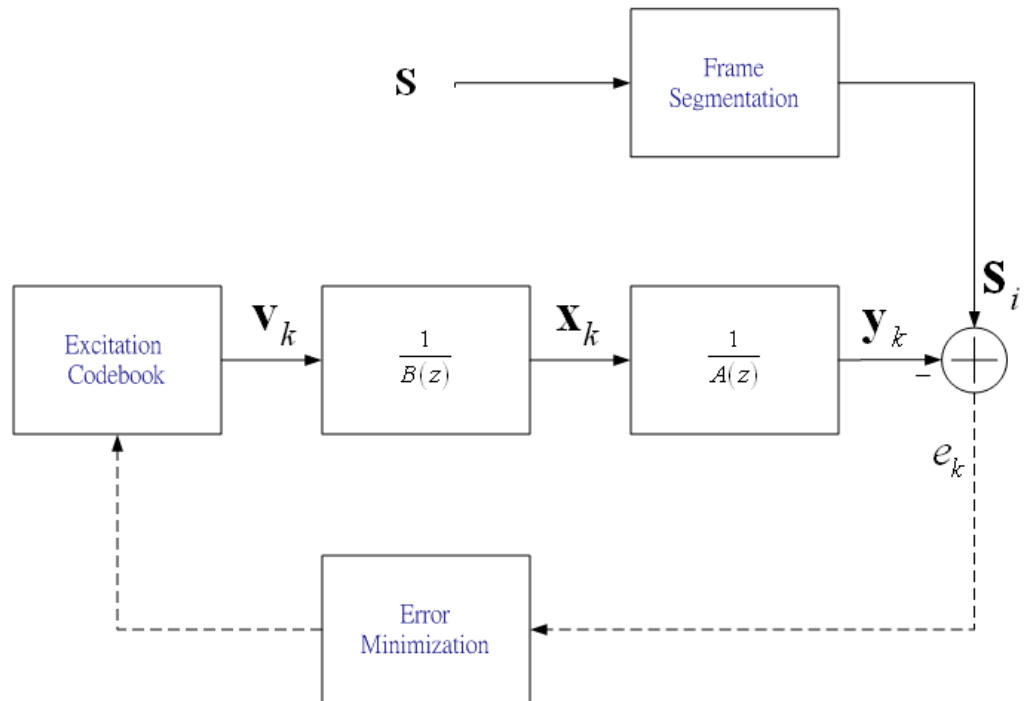 S
Frame
Segmentation
S_i
Excitation
Codebook
v_k
1
B(z)
x_k
1
A(z)
y_k
−
+
e_k
Error
Minimization